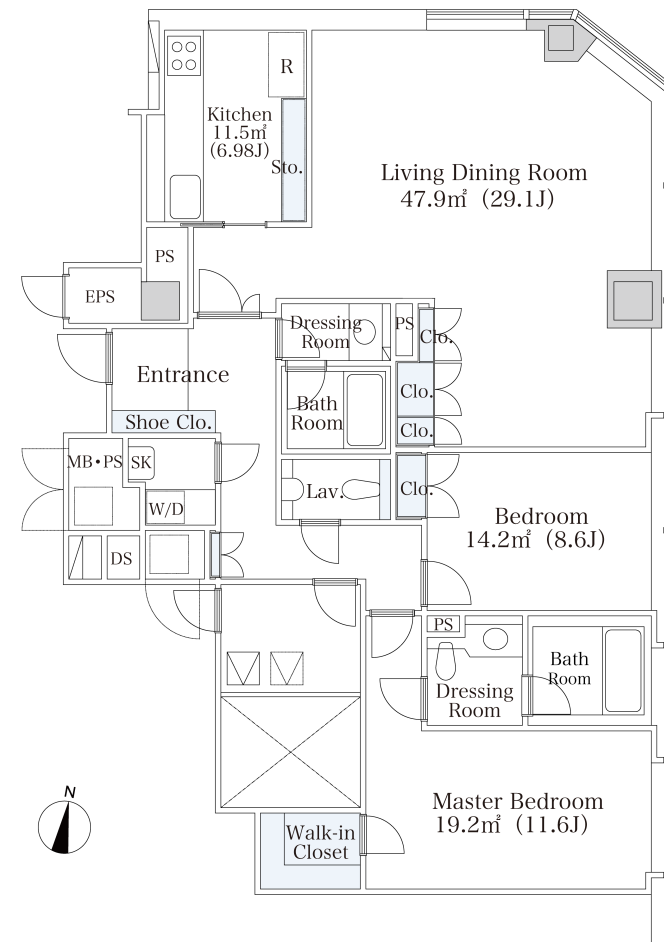 R
Kitchen
11.5㎡
(6.98J)
Sto.
Living Dining Room
47.9㎡ (29.1J)
PS
EPS
Dressing
Room
PS
Clo.
Entrance
Clo.
Bath
Room
Shoe Clo.
Clo.
MB・PS
SK
Lav.
Clo.
W/D
Bedroom
14.2㎡ (8.6J)
DS
PS
Bath
Room
Dressing
Room
N
Master Bedroom
19.2㎡ (11.6J)
Walk-in
Closet